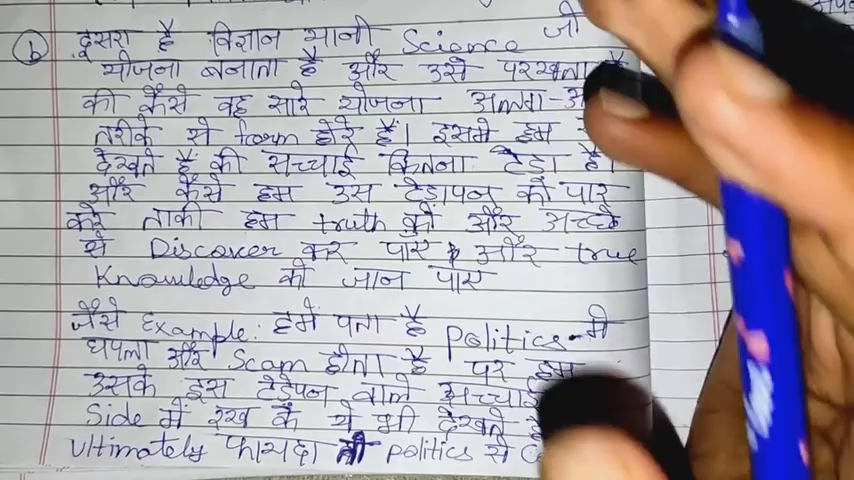 (b) दूसरा है विज्ञान यानी Science जो
योजना बनाता है और उसे परखता है
की कैसे वह सारे योजना अलग-अ
तरीके से form होते हैं। इसमे हम
देखते हैं की सच्चाई कितना टेड़ा है।
और कैसे हम उस टेड़ापन को पार
करे ताकी हम truth को और अच्छे
से Discover कर पाए और true
Knowledge को जान पाए
जैसे Example: हमें पता है politics में
घपला और Scam होता है पर हम
उसके इस टेड़ेपन वाले सच्चाई
Side में रख के ये भी देखते
ultimately फायदा तो politics से